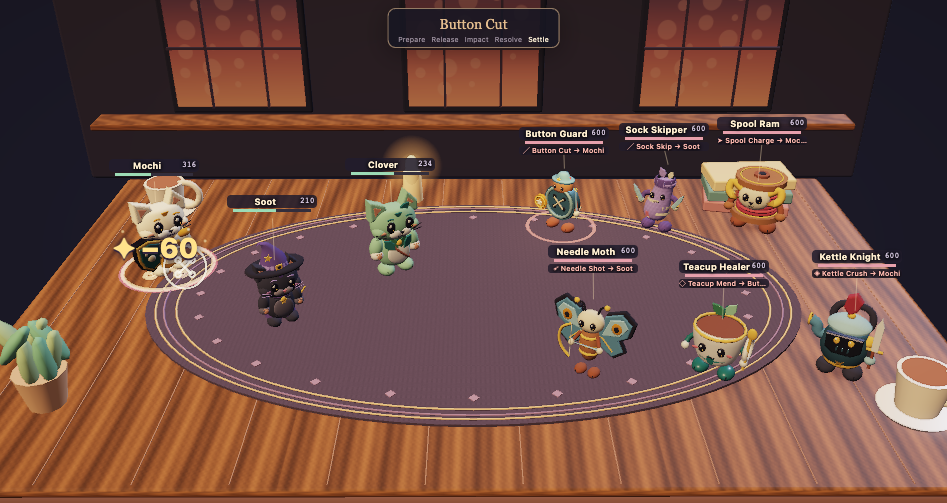 Button Cut
Prepare Release Impact Resolve Settle
Button Guard 600
Button Cut → Mochi
Sock Skipper 600
Sock Skip → Soot
Spool Ram 600
Spool Charge → Moc...
Mochi 316
Clover 234
Soot 210
-60
Needle Moth 600
Needle Shot → Soot
Teacup Healer 600
Teacup Mend → But...
Kettle Knight 600
Kettle Crush → Mochi